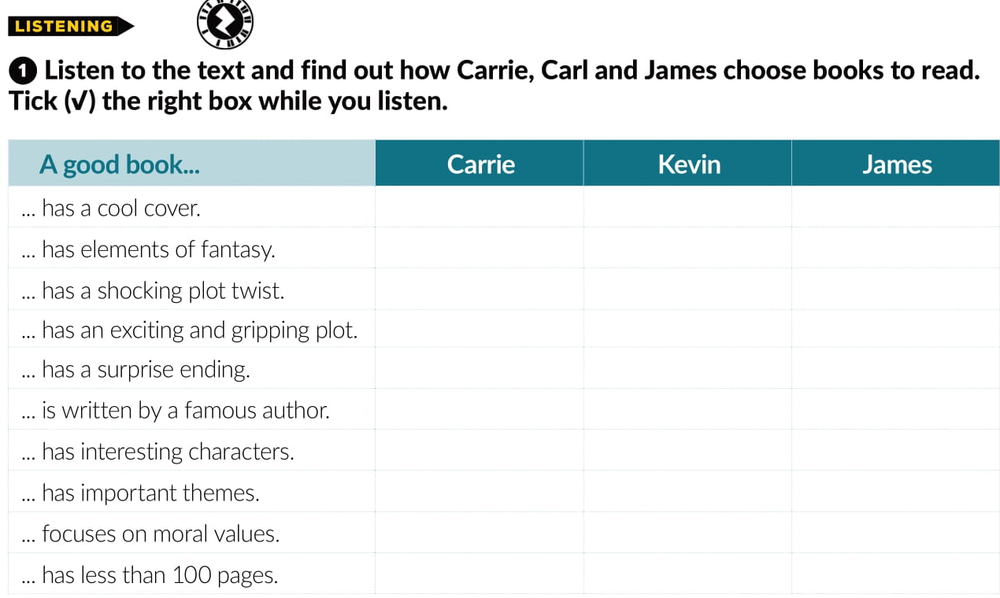 LISTENING
1 Listen to the text and find out how Carrie, Carl and James choose books to read.
Tick (√) the right box while you listen.
A good book... Carrie Kevin James
... has a cool cover.
... has elements of fantasy.
... has a shocking plot twist.
... has an exciting and gripping plot.
... has a surprise ending.
... is written by a famous author.
... has interesting characters.
... has important themes.
... focuses on moral values.
... has less than 100 pages.